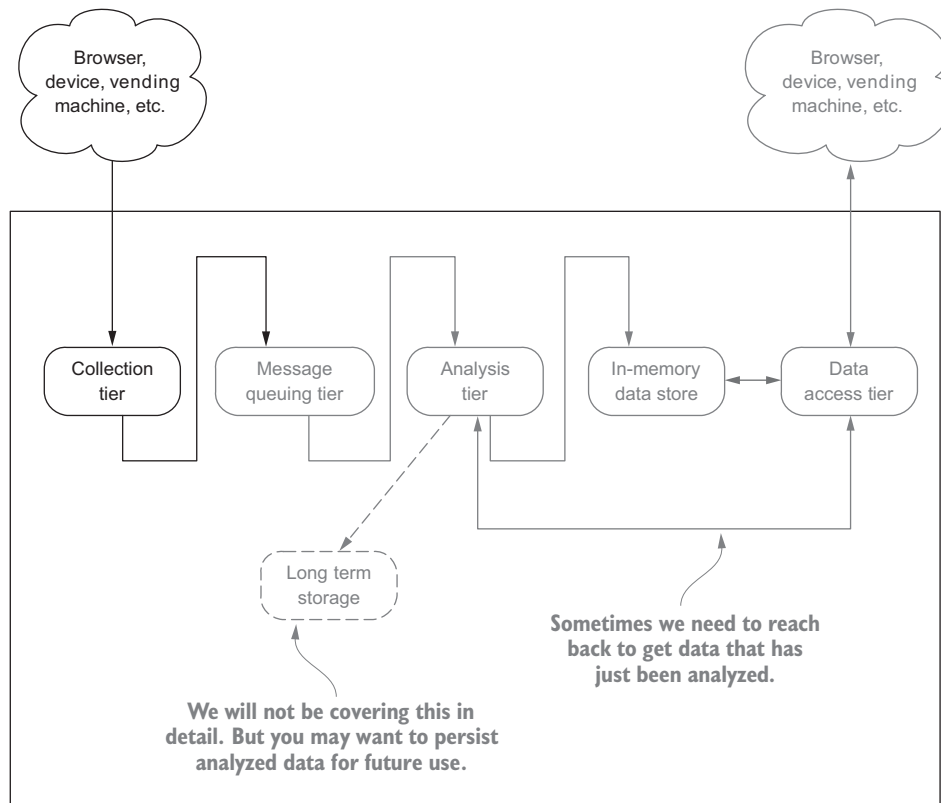 Browser,
device, vending
machine, etc.
Browser,
device, vending
machine, etc.
Collection
tier
Message
queuing tier
Analysis
tier
In-memory
data store
Data
access tier
Long term
storage
Sometimes we need to reach
back to get data that has
just been analyzed.
We will not be covering this in
detail. But you may want to persist
analyzed data for future use.